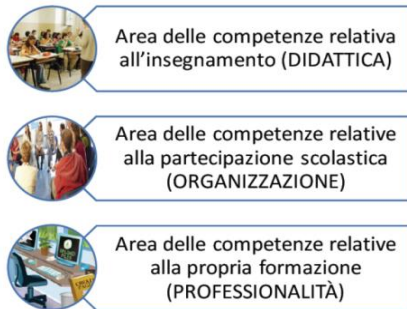 Area delle competenze relativa
all’insegnamento (DIDATTICA)
Area delle competenze relative
alla partecipazione scolastica
(ORGANIZZAZIONE)
Area delle competenze relative
alla propria formazione
(PROFESSIONALITÀ)